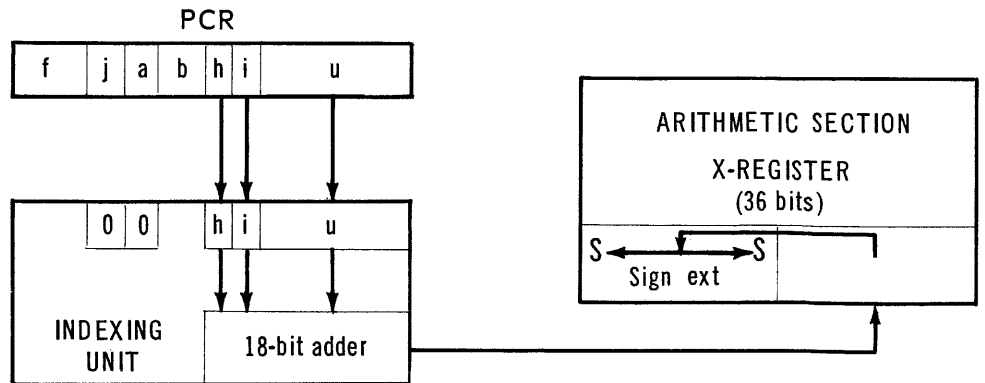 PCR
f j a b h i u
ARITHMETIC SECTION
X-REGISTER
(36 bits)
0 0 h i u
S S
Sign ext
INDEXING
UNIT
18-bit adder